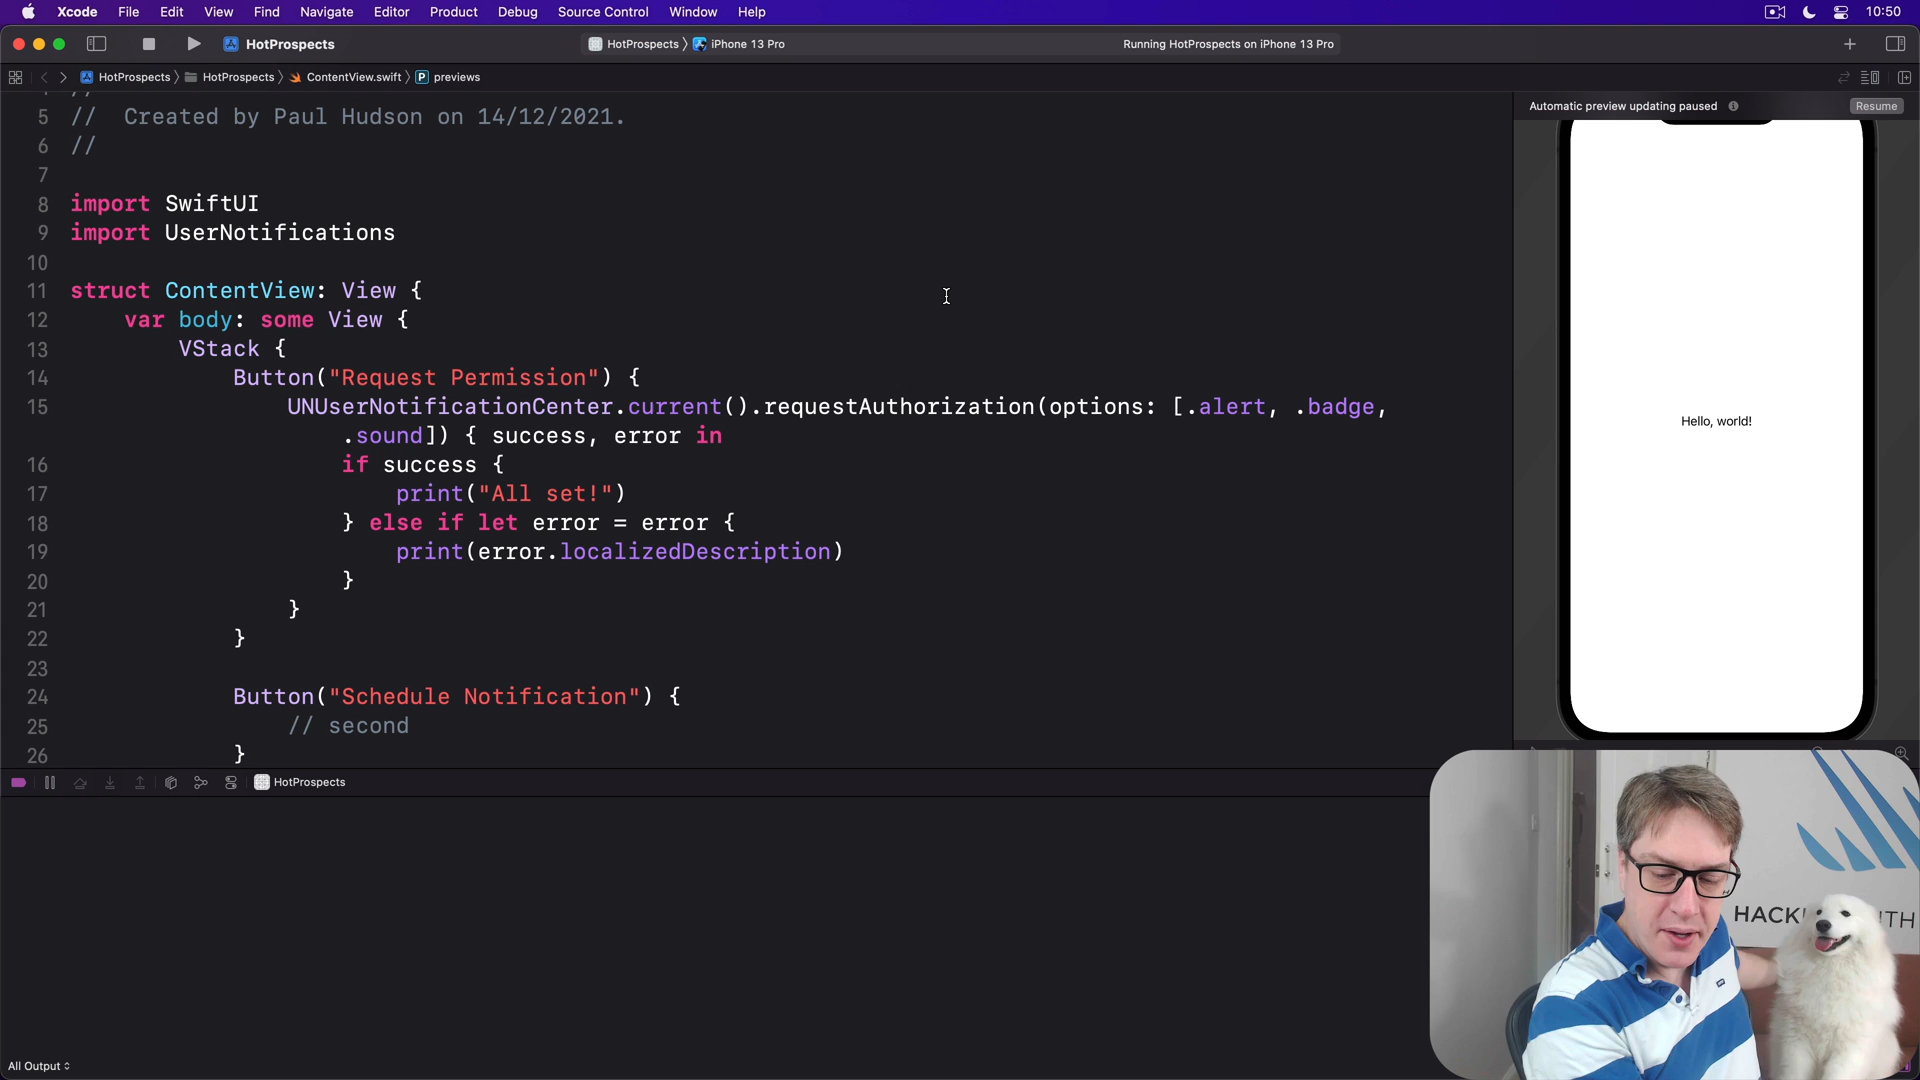 Xcode File Edit View Find Navigate Editor Product Debug Source Control Window Help 10:50
HotProspects HotProspects iPhone 13 Pro Running HotProspects on iPhone 13 Pro
HotProspects HotProspects ContentView.swift P previews
Automatic preview updating paused Resume
5 // Created by Paul Hudson on 14/12/2021.
6 //
7
8 import SwiftUI
9 import UserNotifications
10
11 struct ContentView: View {
12 var body: some View {
13 VStack {
14 Button("Request Permission") {
15 UNUserNotificationCenter.current().requestAuthorization(options: [.alert, .badge,
.sound]) { success, error in
16 if success {
17 print("All set!")
18 } else if let error = error {
19 print(error.localizedDescription)
20 }
21 }
22 }
23
24 Button("Schedule Notification") {
25 // second
26 }
Hello, world!
HotProspects
All Output